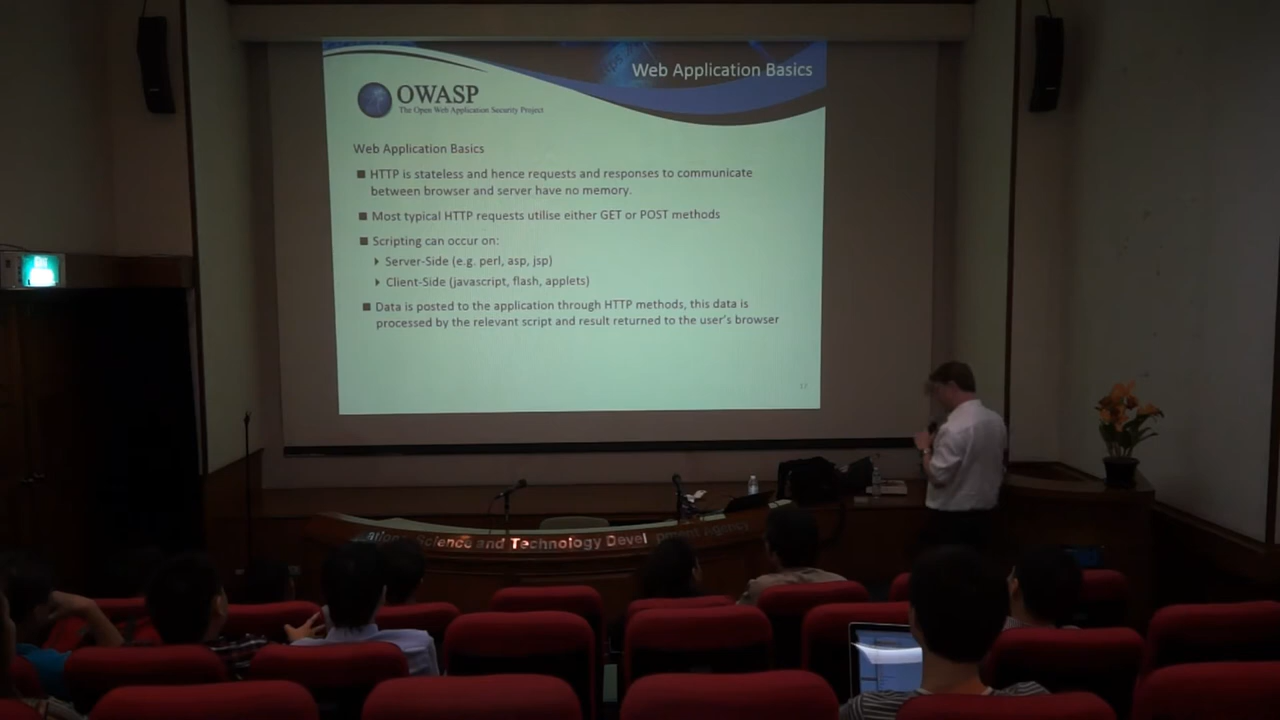 Web Application Basics
OWASP
The Open Web Application Security Project
Web Application Basics
■ HTTP is stateless and hence requests and responses to communicate
between browser and server have no memory.
■ Most typical HTTP requests utilise either GET or POST methods
■ Scripting can occur on:
Server-Side (e.g. perl, asp, jsp)
Client-Side (javascript, flash, applets)
■ Data is posted to the application through HTTP methods, this data is
processed by the relevant script and result returned to the user's browser
17
Science and Technology Devel